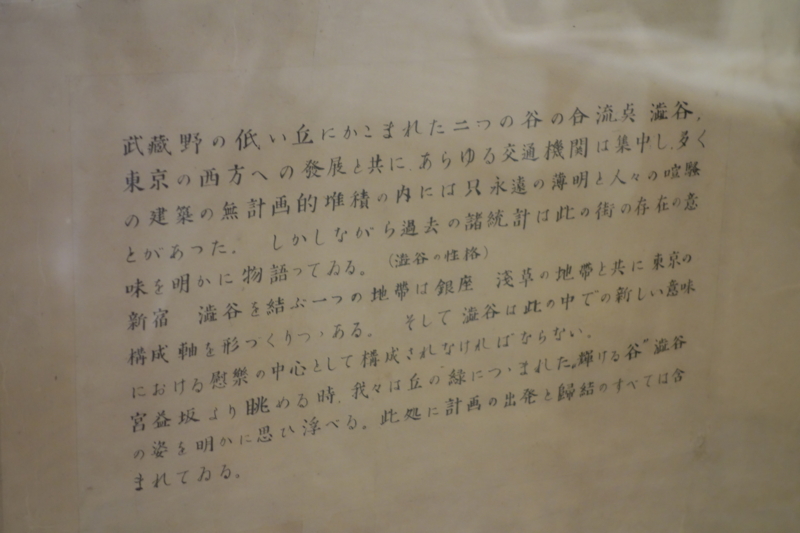 武藏野の低い丘にかこまれた二つの谷の合流点 澁谷,
東京の西方への發展と共に,あらゆる交通機関は集中し,多く
の建築の無計画的堆積の内には只永遠の薄明と人々の喧騒
とがあつた. しかしながら過去の諸統計は此の街の存在の意
味を明かに物語つてゐる。(澁谷の性格)
新宿 澁谷を結ぶ一つの地帶は銀座 淺草の地帶と共に東京の
構成軸を形づくりつゝある。 そして澁谷は此の中での新しい意味
における慰樂の中心として構成されなければならない.
宮益坂より眺める時,我々は丘の緑につゝまれた„輝ける谷" 澁谷
の姿を明かに思ひ浮べる。此処に計画の出発と歸結のすべては含
まれてゐる。